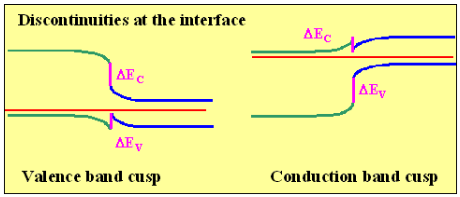 Discontinuities at the interface
ΔEC
ΔEV
Valence band cusp
ΔEC
ΔEV
Conduction band cusp